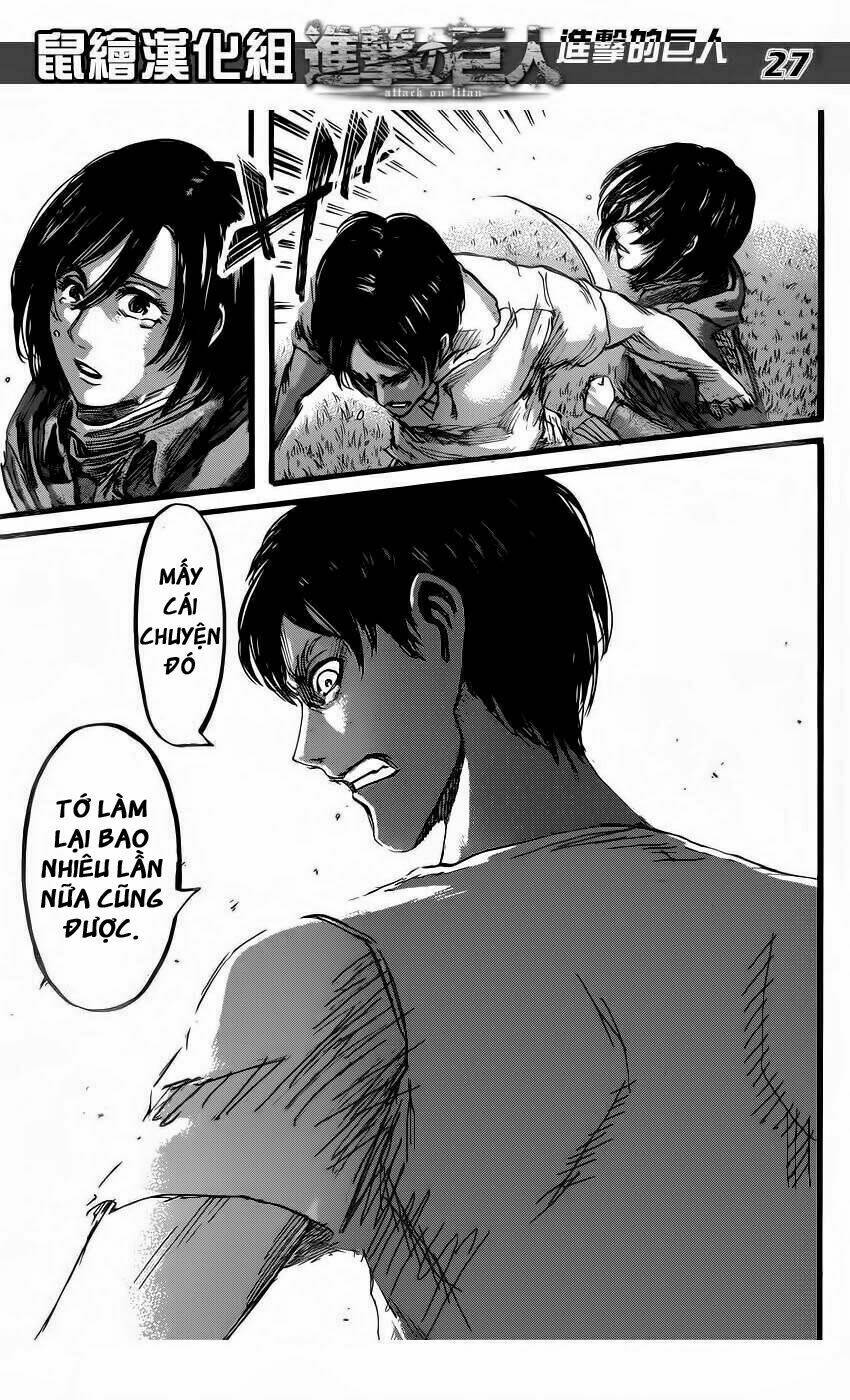 鼠繪漢化組 進撃の巨人 進擊的巨人 27
attack on titan
MẤY
CÁI
CHUYỆN
ĐÓ
TỚ LÀM
LẠI BAO
NHIÊU LẦN
NỮA CŨNG
ĐƯỢC.